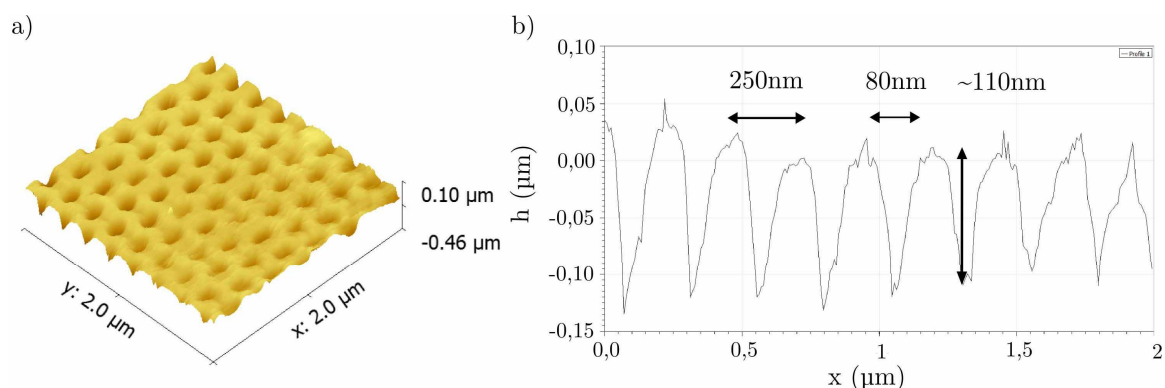 a)
0.10 µm
-0.46 µm
y: 2.0 µm
x: 2.0 µm
b)
0,10
0,05
0,00
-0,05
-0,10
-0,15
h (µm)
250nm
80nm
~110nm
Profile 1
0,0
0,5
1
1,5
2
x (µm)